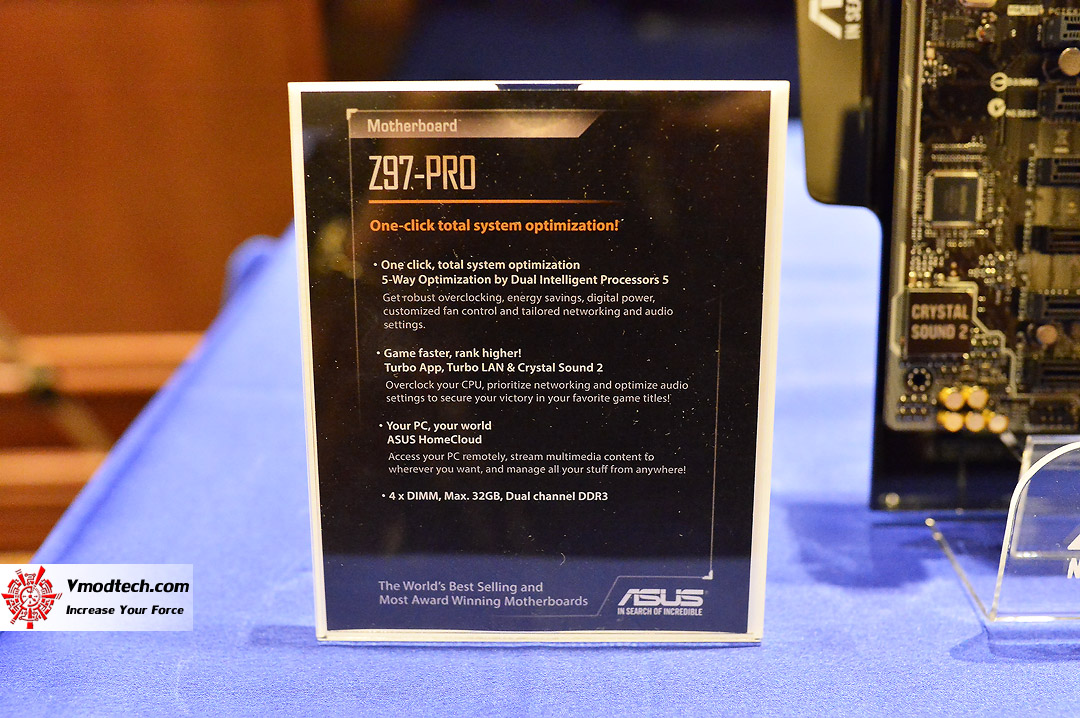 Motherboard
Z97-PRO
One-click total system optimization!
• One click, total system optimization
5-Way Optimization by Dual Intelligent Processors 5
Get robust overclocking, energy savings, digital power,
customized fan control and tailored networking and audio
settings.
• Game faster, rank higher!
Turbo App, Turbo LAN & Crystal Sound 2
Overclock your CPU, prioritize networking and optimize audio
settings to secure your victory in your favorite game titles!
• Your PC, your world
ASUS HomeCloud
Access your PC remotely, stream multimedia content to
wherever you want, and manage all your stuff from anywhere!
• 4 x DIMM, Max. 32GB, Dual channel DDR3
The World's Best Selling and
Most Award Winning Motherboards
ASUS
IN SEARCH OF INCREDIBLE
CRYSTAL
SOUND 2
Vmodtech.com
Increase Your Force